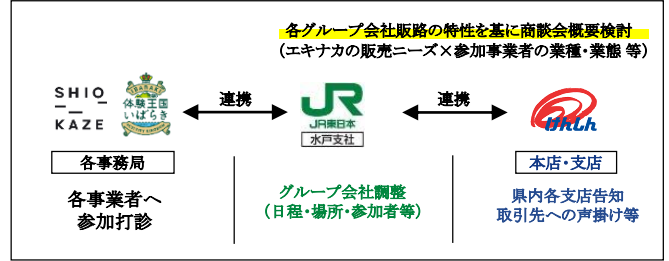 各グループ会社販路の特性を基に商談会概要検討
（エキナカの販売ニーズ×参加事業者の業種・業態 等）
SHIO
KAZE
IBARAKI
体験王国
いばらき
連携
JR
JR東日本
水戸支社
連携
けんしん
各事務局
本店・支店
各事業者へ
参加打診
グループ会社調整
（日程・場所・参加者等）
県内各支店告知
取引先への声掛け等